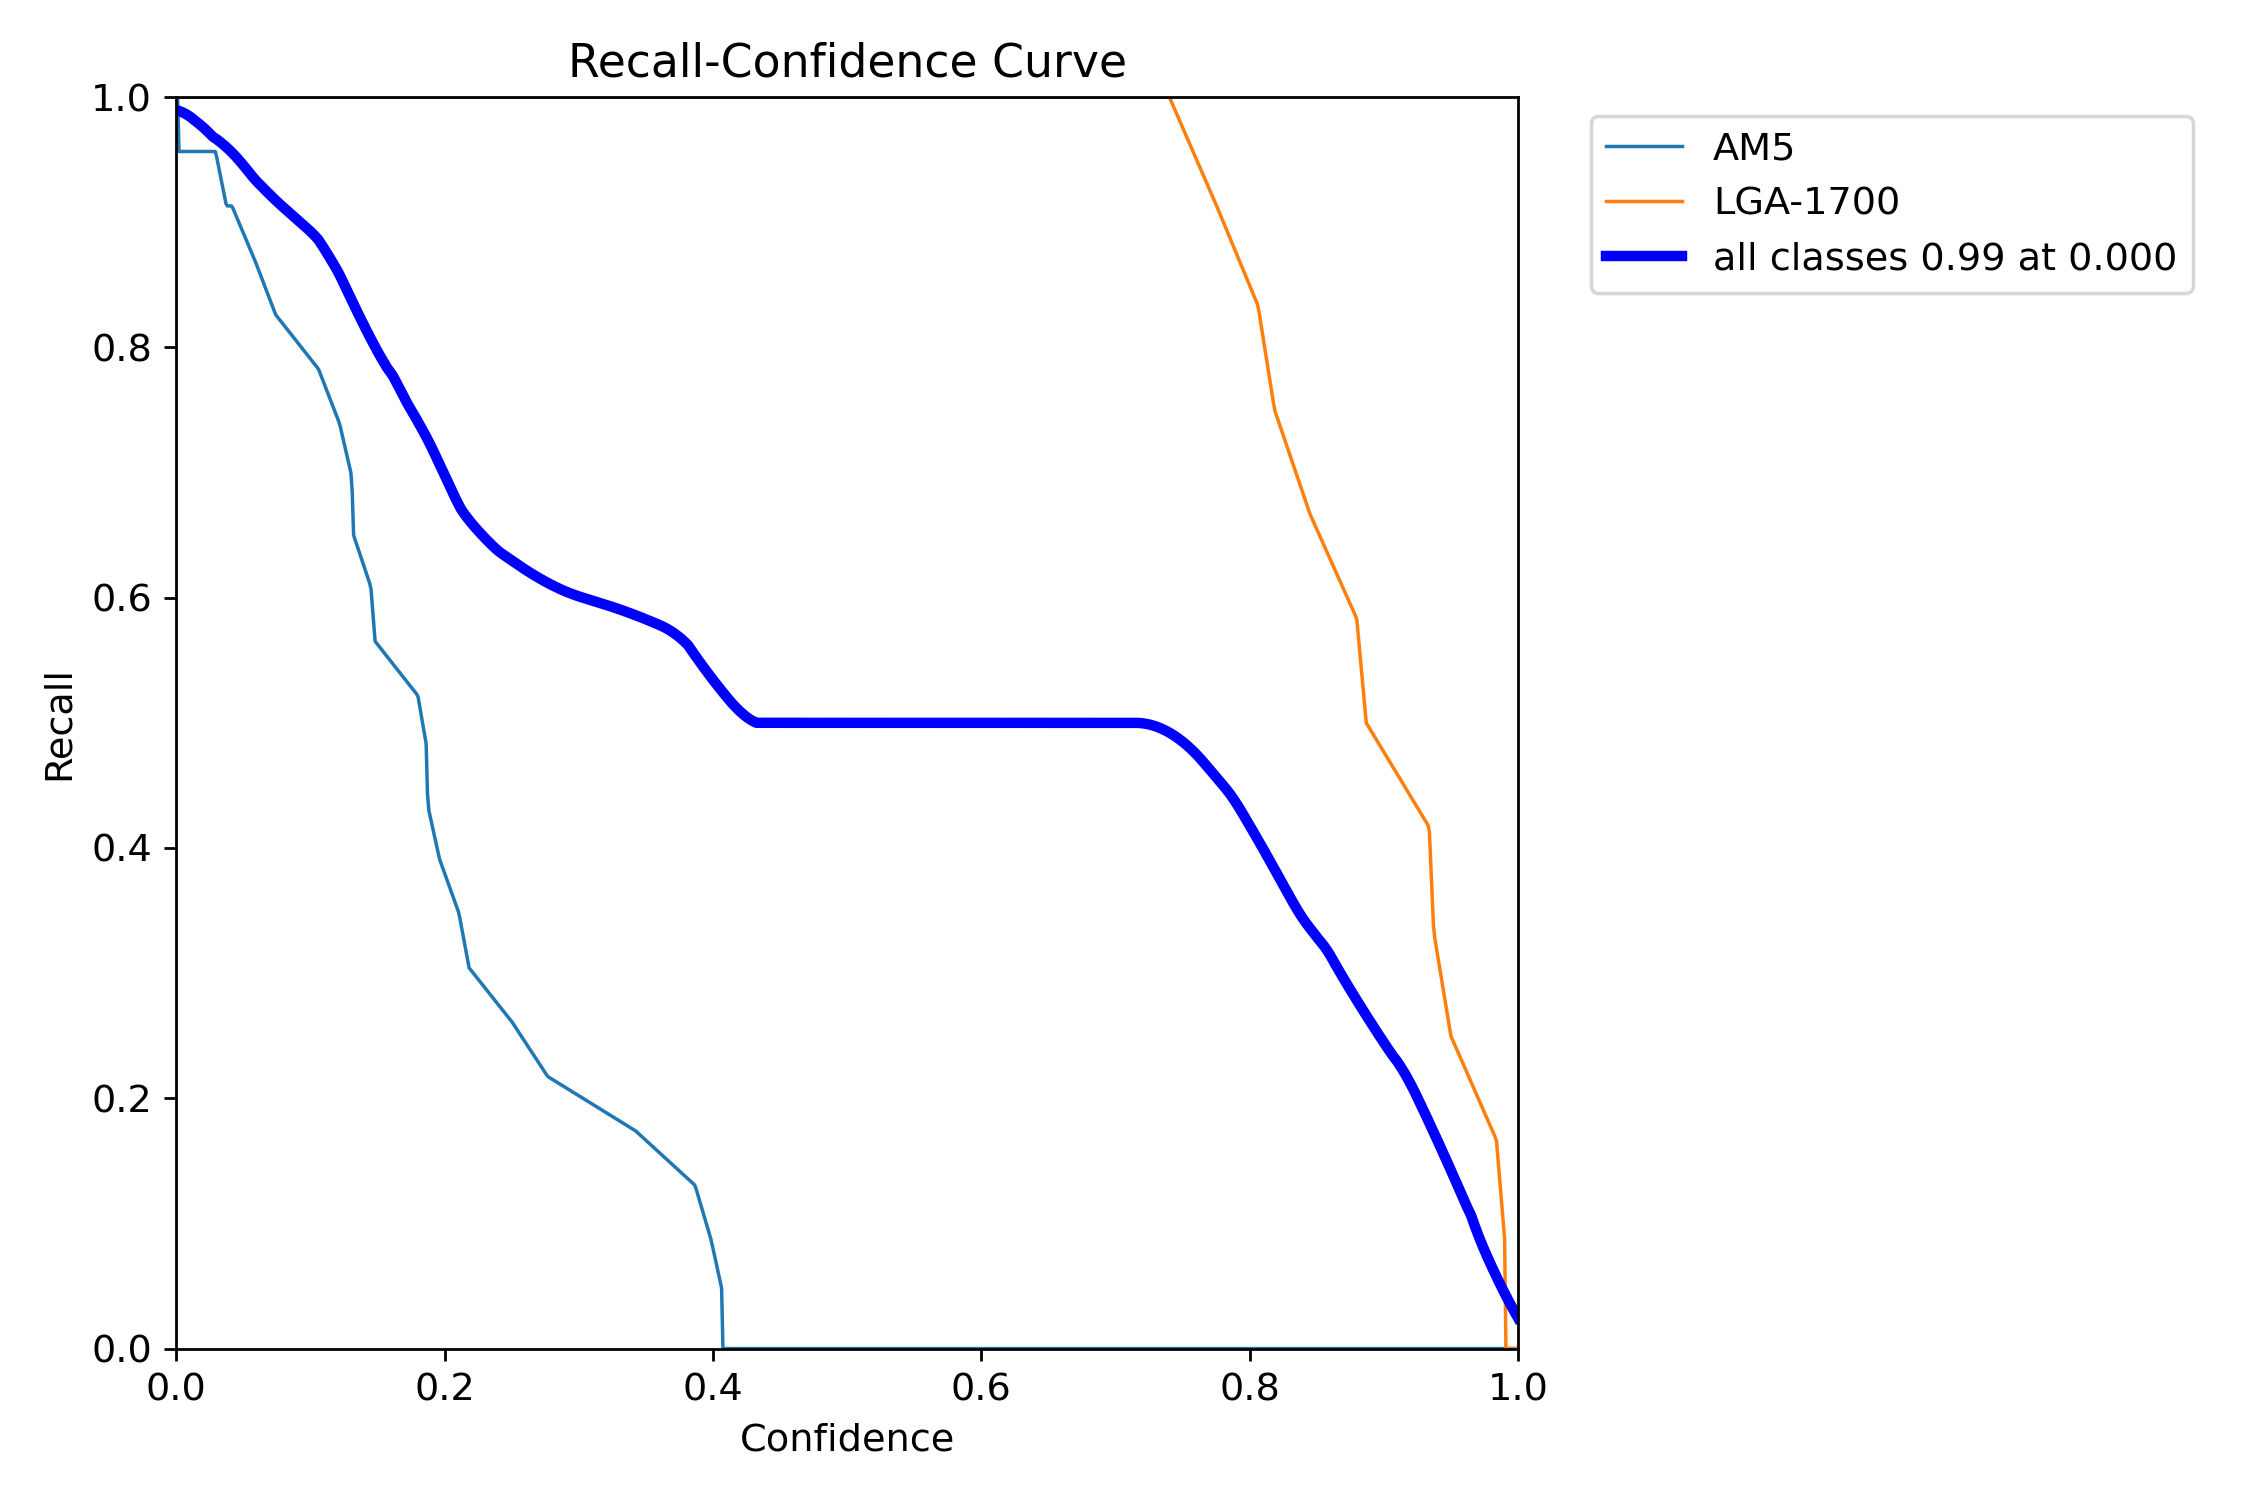 Recall-Confidence Curve
1.0
0.8
0.6
0.4
0.2
0.0
Recall
0.0 0.2 0.4 0.6 0.8 1.0
Confidence
AM5
LGA-1700
all classes 0.99 at 0.000